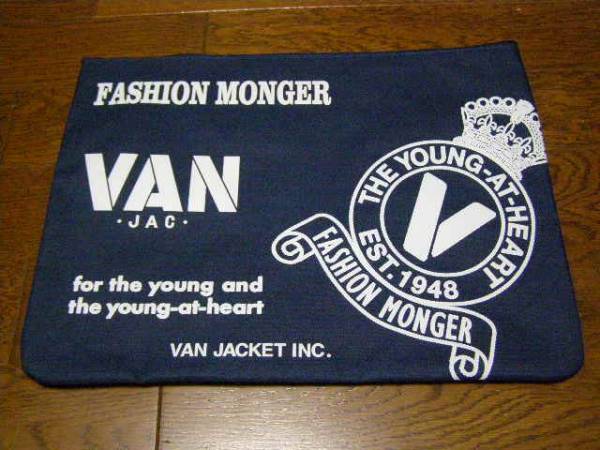 FASHION MONGER
VAN
·JAC·
for the young and
the young-at-heart
VAN JACKET INC.
THE YOUNG-AT-HEART
V
EST. 1948
FASHION MONGER